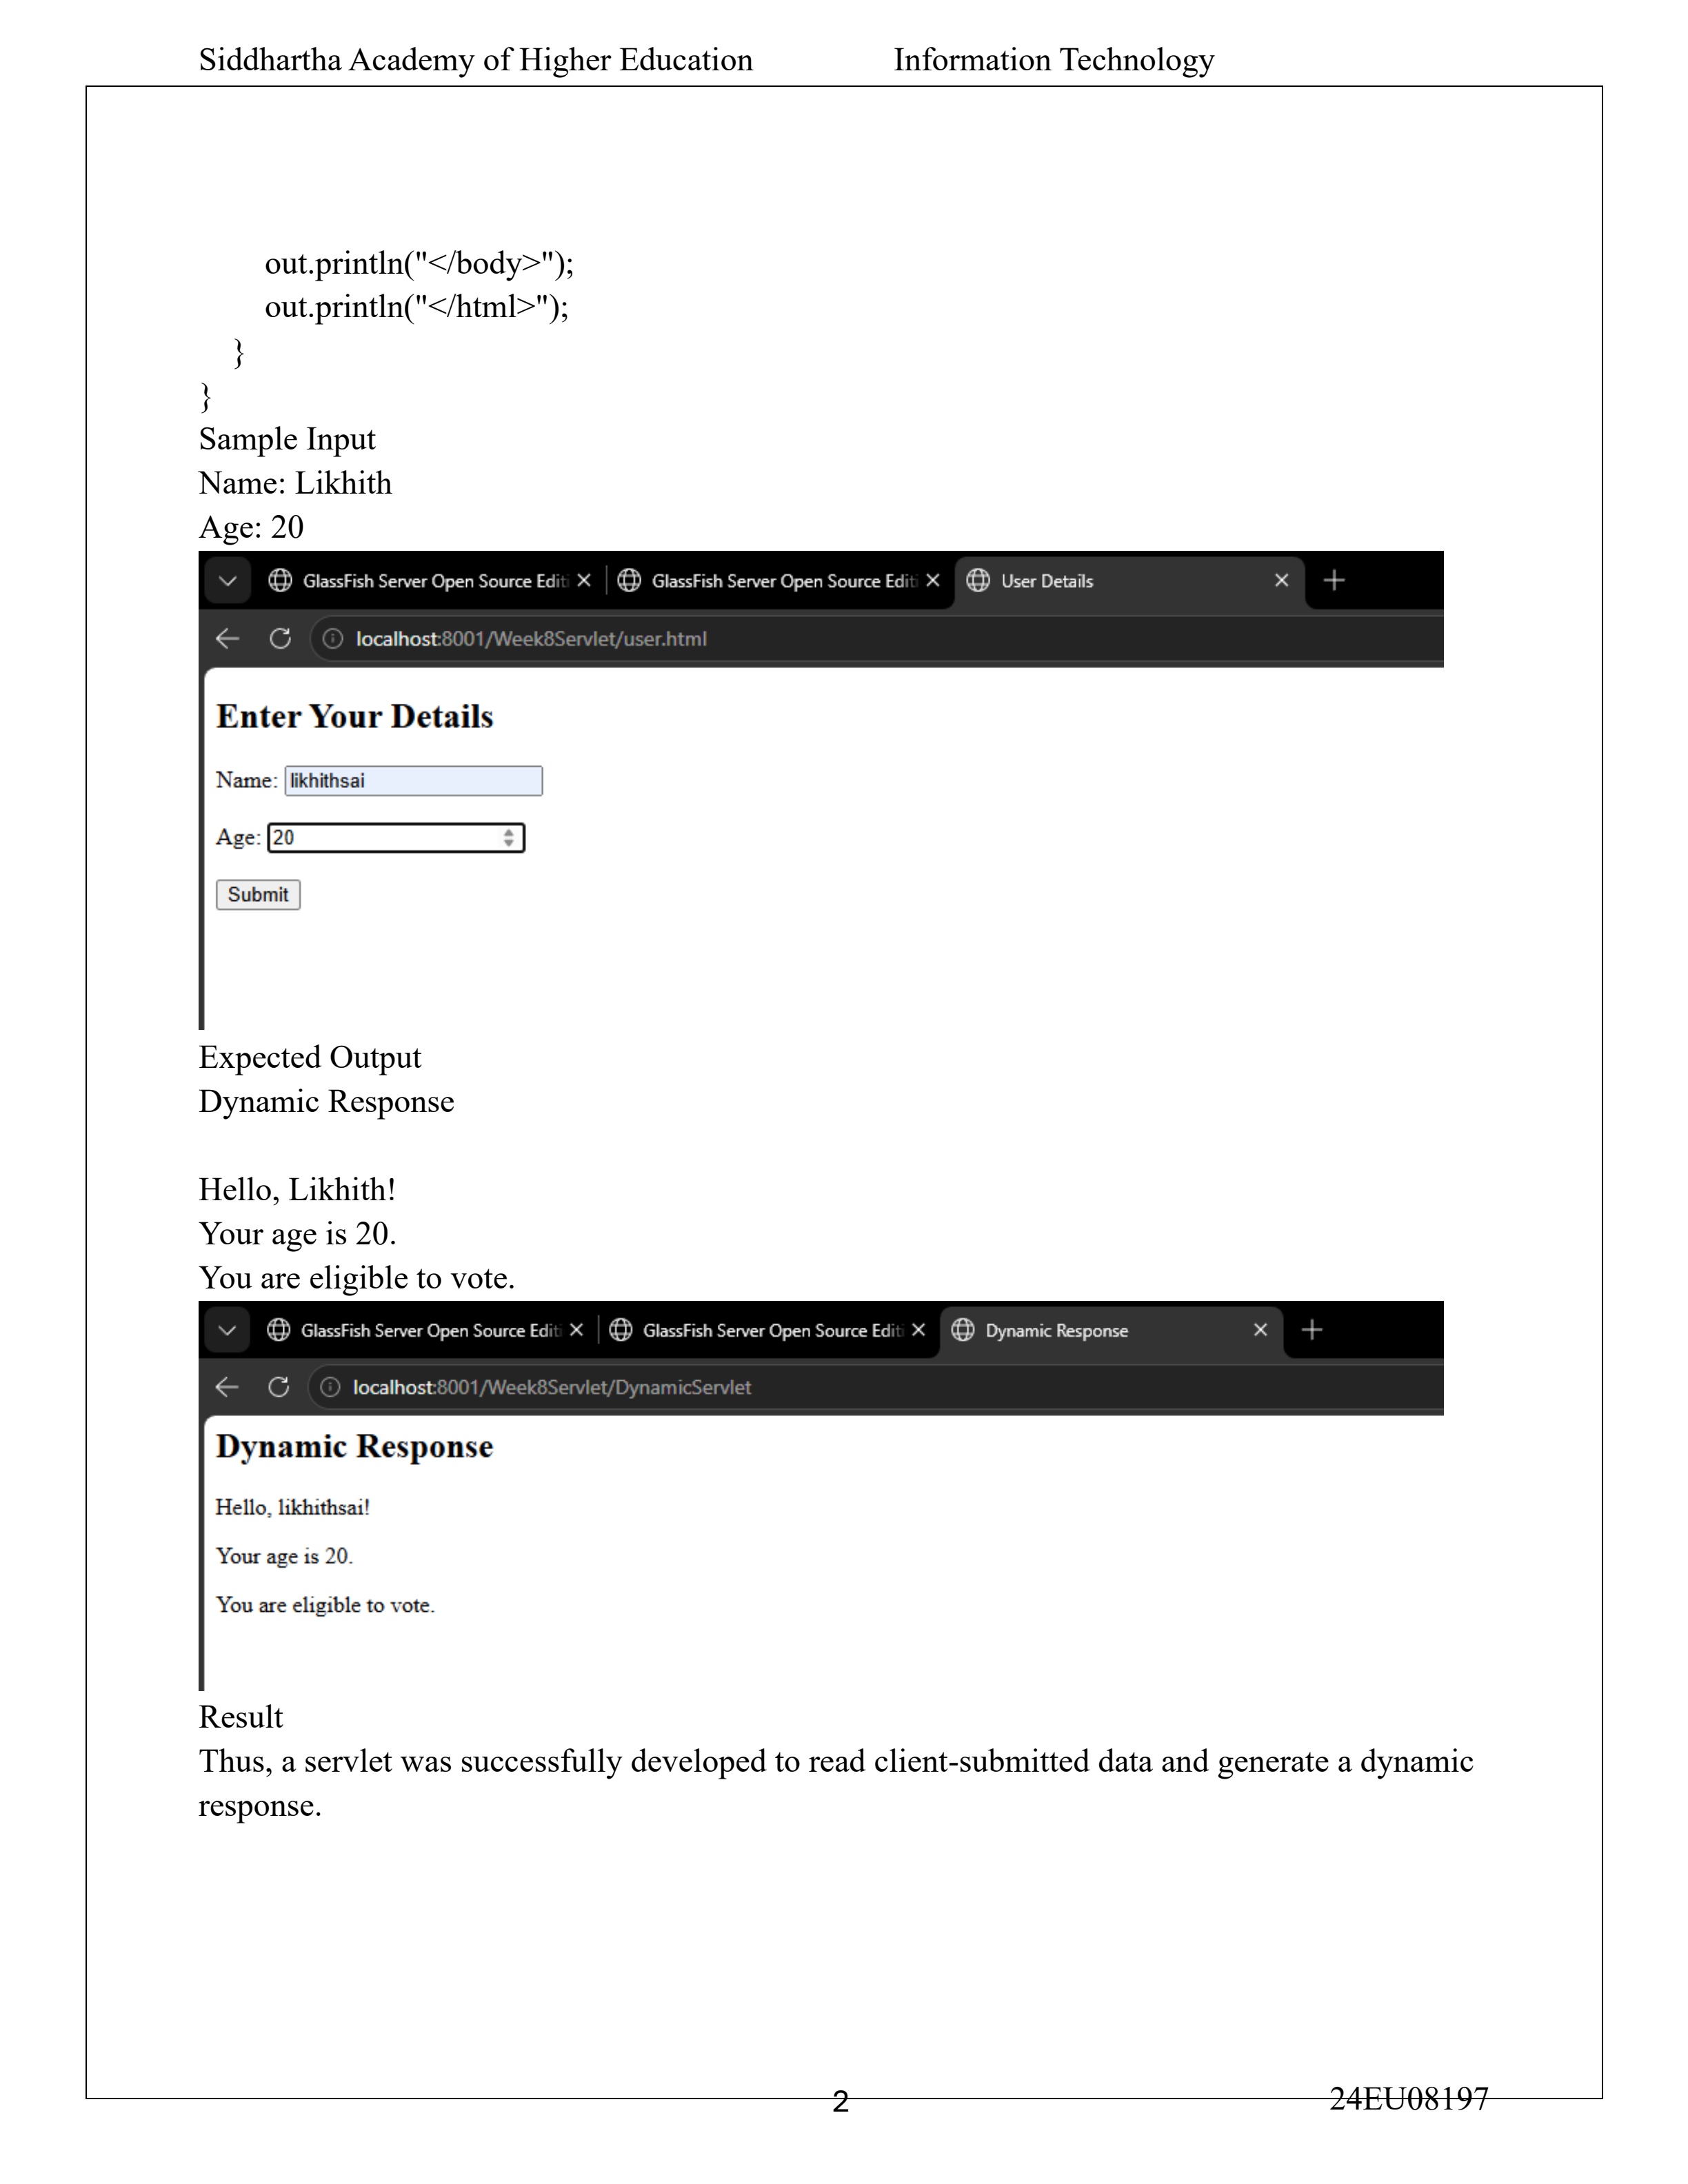 Siddhartha Academy of Higher Education Information Technology
out.println("</body>");
out.println("</html>");
}
}
Sample Input
Name: Likhith
Age: 20
GlassFish Server Open Source Editi GlassFish Server Open Source Editi User Details
localhost:8001/Week8Servlet/user.html
Enter Your Details
Name: likhithsai
Age: 20
Submit
Expected Output
Dynamic Response
Hello, Likhith!
Your age is 20.
You are eligible to vote.
GlassFish Server Open Source Editi GlassFish Server Open Source Editi Dynamic Response
localhost:8001/Week8Servlet/DynamicServlet
Dynamic Response
Hello, likhithsai!
Your age is 20.
You are eligible to vote.
Result
Thus, a servlet was successfully developed to read client-submitted data and generate a dynamic
response.
2 24EU08197